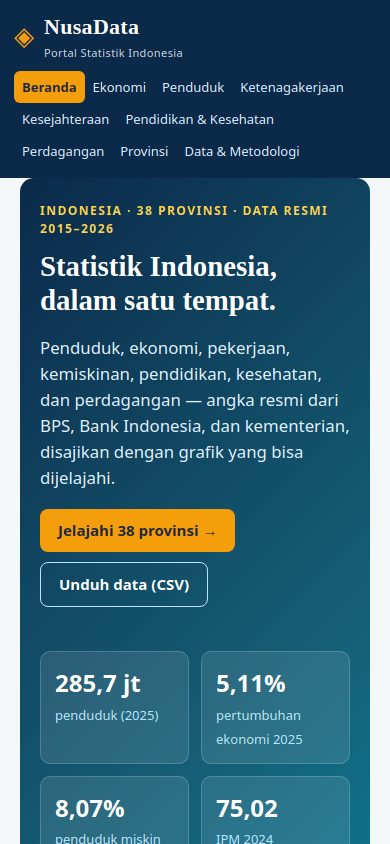 NusaData
Portal Statistik Indonesia
Beranda Ekonomi Penduduk Ketenagakerjaan
Kesejahteraan Pendidikan & Kesehatan
Perdagangan Provinsi Data & Metodologi
INDONESIA · 38 PROVINSI · DATA RESMI
2015–2026
Statistik Indonesia,
dalam satu tempat.
Penduduk, ekonomi, pekerjaan,
kemiskinan, pendidikan, kesehatan,
dan perdagangan — angka resmi dari
BPS, Bank Indonesia, dan kementerian,
disajikan dengan grafik yang bisa
dijelajahi.
Jelajahi 38 provinsi →
Unduh data (CSV)
285,7 jt
penduduk (2025)
5,11%
pertumbuhan
ekonomi 2025
8,07%
penduduk miskin
75,02
IPM 2024